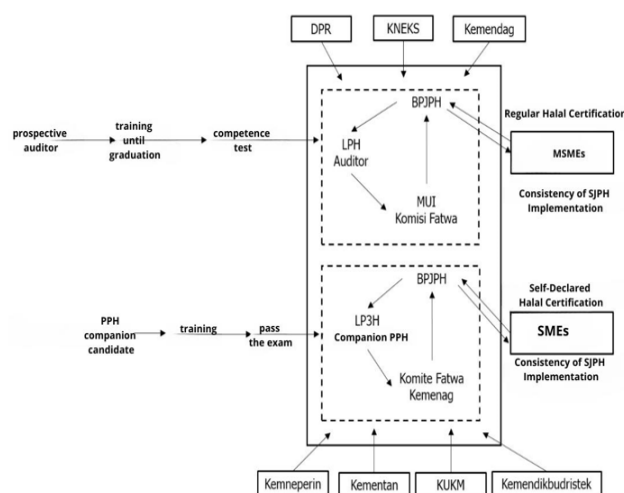 DPR
KNEKS
Kemendag
BPJPH
Regular Halal Certification
prospective
auditor
training
until
graduation
competence
test
LPH
Auditor
MSMEs
MUI
Komisi Fatwa
Consistency of SJPH
Implementation
BPJPH
Self-Declared
Halal Certification
PPH
companion
candidate
training
pass
the exam
LP3H
Companion PPH
SMEs
Komite Fatwa
Kemenag
Consistency of SJPH
Implementation
Kemneperin
Kementan
KUKM
Kemendikbudristek